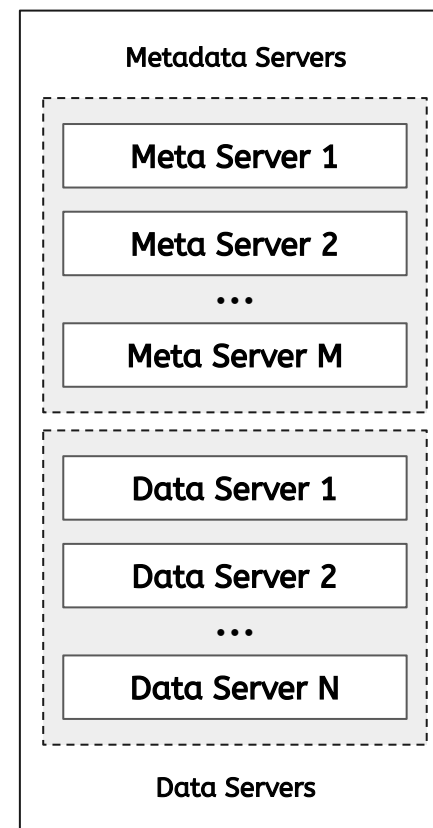 Metadata Servers
Meta Server 1
Meta Server 2
...
Meta Server M
Data Server 1
Data Server 2
...
Data Server N
Data Servers